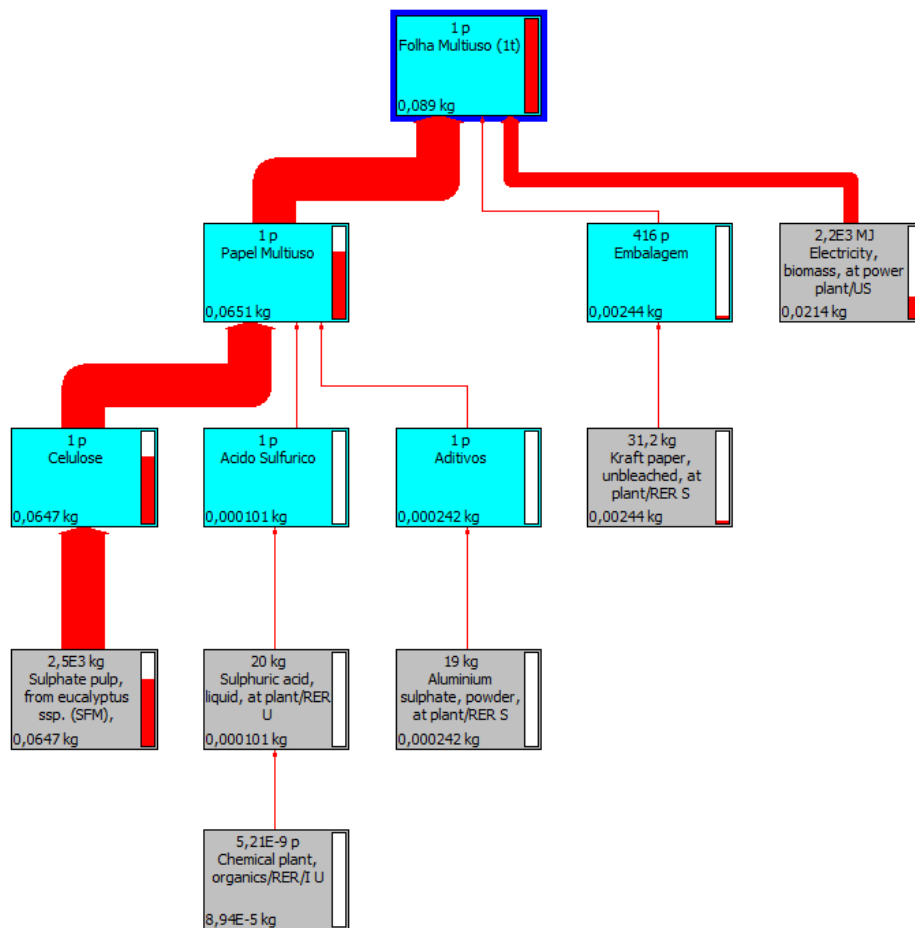 1 p
Folha Multiuso (1t)
0,089 kg
1 p
Papel Multiuso
0,0651 kg
416 p
Embalagem
0,00244 kg
2,2E3 MJ
Electricity,
biomass, at power
plant/US
0,0214 kg
1 p
Celulose
0,0647 kg
1 p
Acido Sulfurico
0,000101 kg
1 p
Aditivos
0,000242 kg
31,2 kg
Kraft paper,
unbleached, at
plant/RER S
0,00244 kg
2,5E3 kg
Sulphate pulp,
from eucalyptus
ssp. (SFM),
0,0647 kg
20 kg
Sulphuric acid,
liquid, at plant/RER
U
0,000101 kg
19 kg
Aluminium
sulphate, powder,
at plant/RER S
0,000242 kg
5,21E-9 p
Chemical plant,
organics/RER/I U
8,94E-5 kg